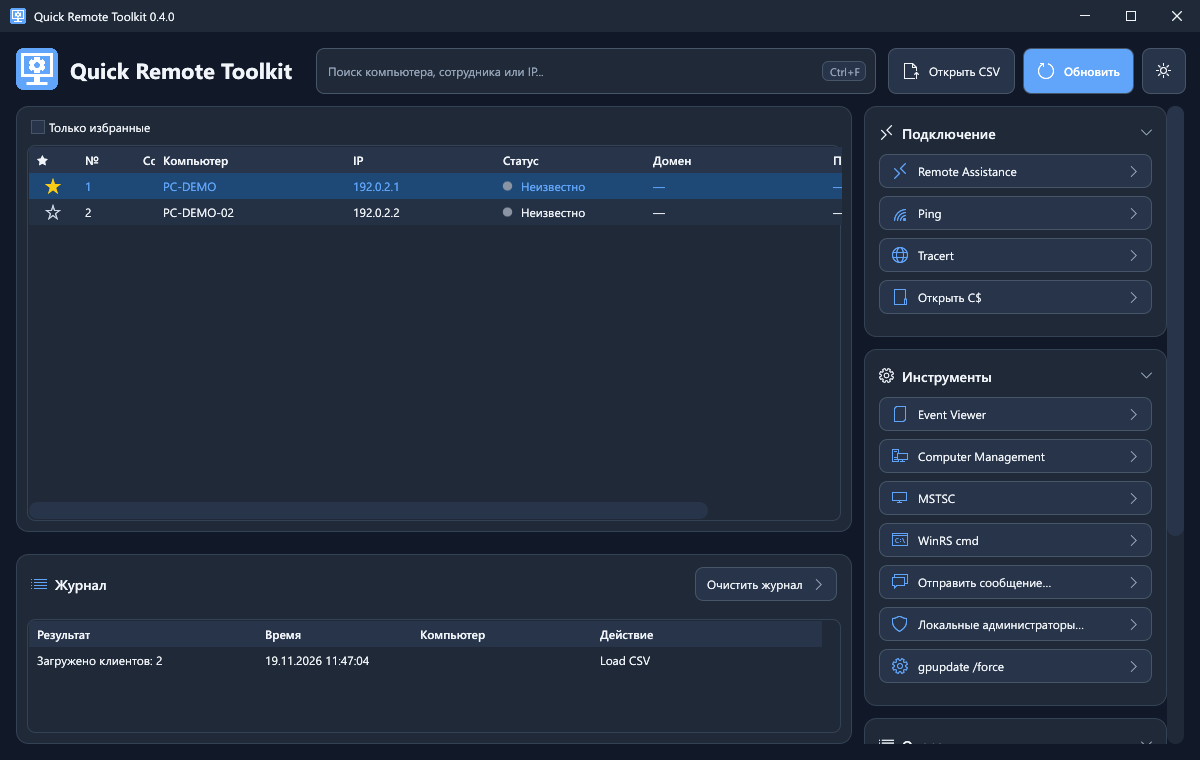 Quick Remote Toolkit 0.4.0
Quick Remote Toolkit
Поиск компьютера, сотрудника или IP...
Ctrl+F
Открыть CSV
Обновить
Только избранные
№ Сс Компьютер IP Статус Домен П
1 PC-DEMO 192.0.2.1 Неизвестно — —
2 PC-DEMO-02 192.0.2.2 Неизвестно — —
Журнал
Очистить журнал
Результат Время Компьютер Действие
Загружено клиентов: 2 19.11.2026 11:47:04 Load CSV
Подключение
Remote Assistance
Ping
Tracert
Открыть C$
Инструменты
Event Viewer
Computer Management
MSTSC
WinRS cmd
Отправить сообщение...
Локальные администраторы...
gpupdate /force